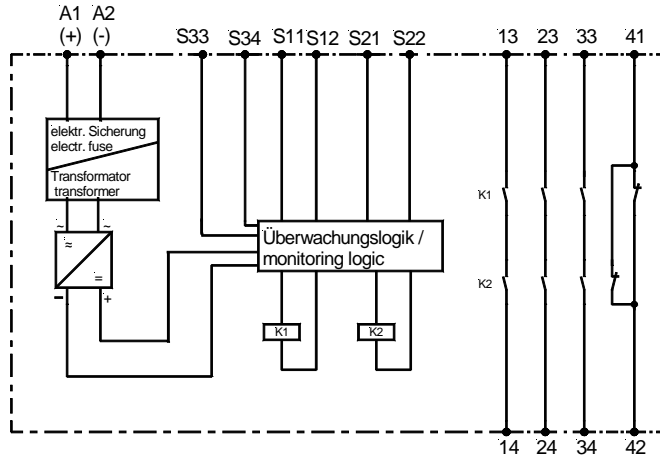 A1 A2
(+) (-)
S33 S34 S11 S12 S21 S22 13 23 33 41
elektr. Sicherung
electr. fuse
Transformator
transformer
~ ~
≈
=
− +
Überwachungslogik /
monitoring logic
K1 K2
K1
K2
14 24 34 42